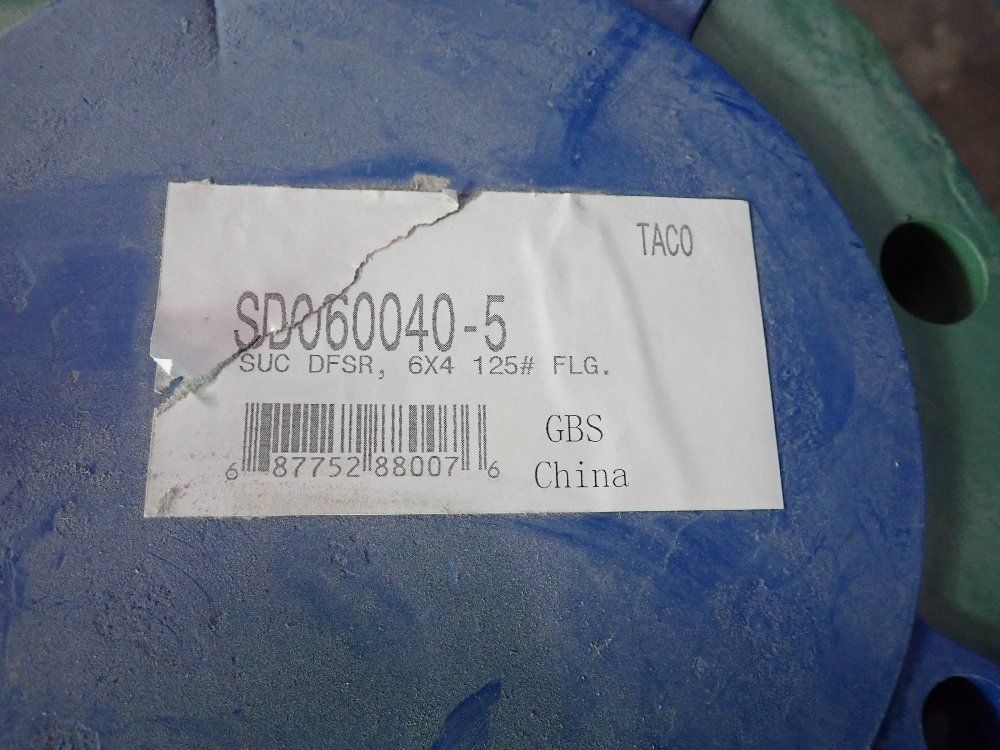 TACO
SD060040-5
SUC DFSR, 6X4 125# FLG.
6 87752 88007 6
GBS
China